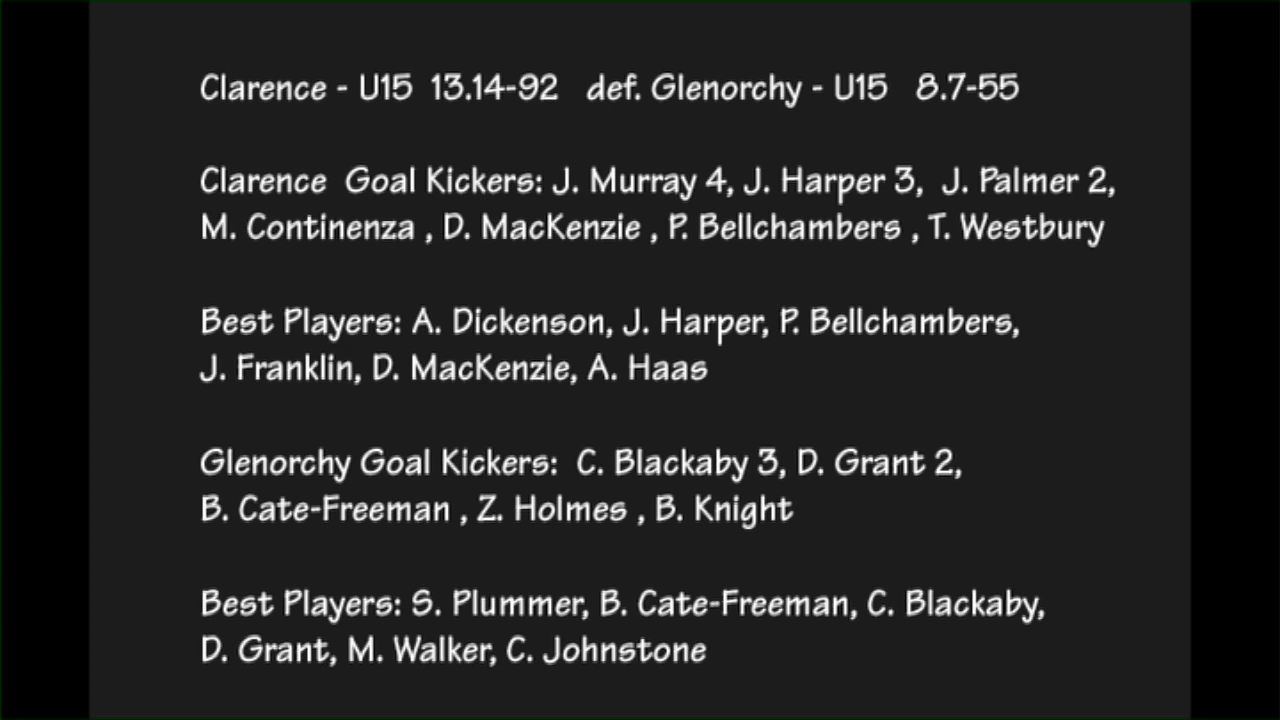 Clarence - U15 13.14-92 def. Glenorchy - U15 8.7-55
Clarence Goal Kickers: J. Murray 4, J. Harper 3, J. Palmer 2,
M. Continenza , D. MacKenzie , P. Bellchambers , T. Westbury
Best Players: A. Dickenson, J. Harper, P. Bellchambers,
J. Franklin, D. MacKenzie, A. Haas
Glenorchy Goal Kickers: C. Blackaby 3, D. Grant 2,
B. Cate-Freeman , Z. Holmes , B. Knight
Best Players: S. Plummer, B. Cate-Freeman, C. Blackaby,
D. Grant, M. Walker, C. Johnstone